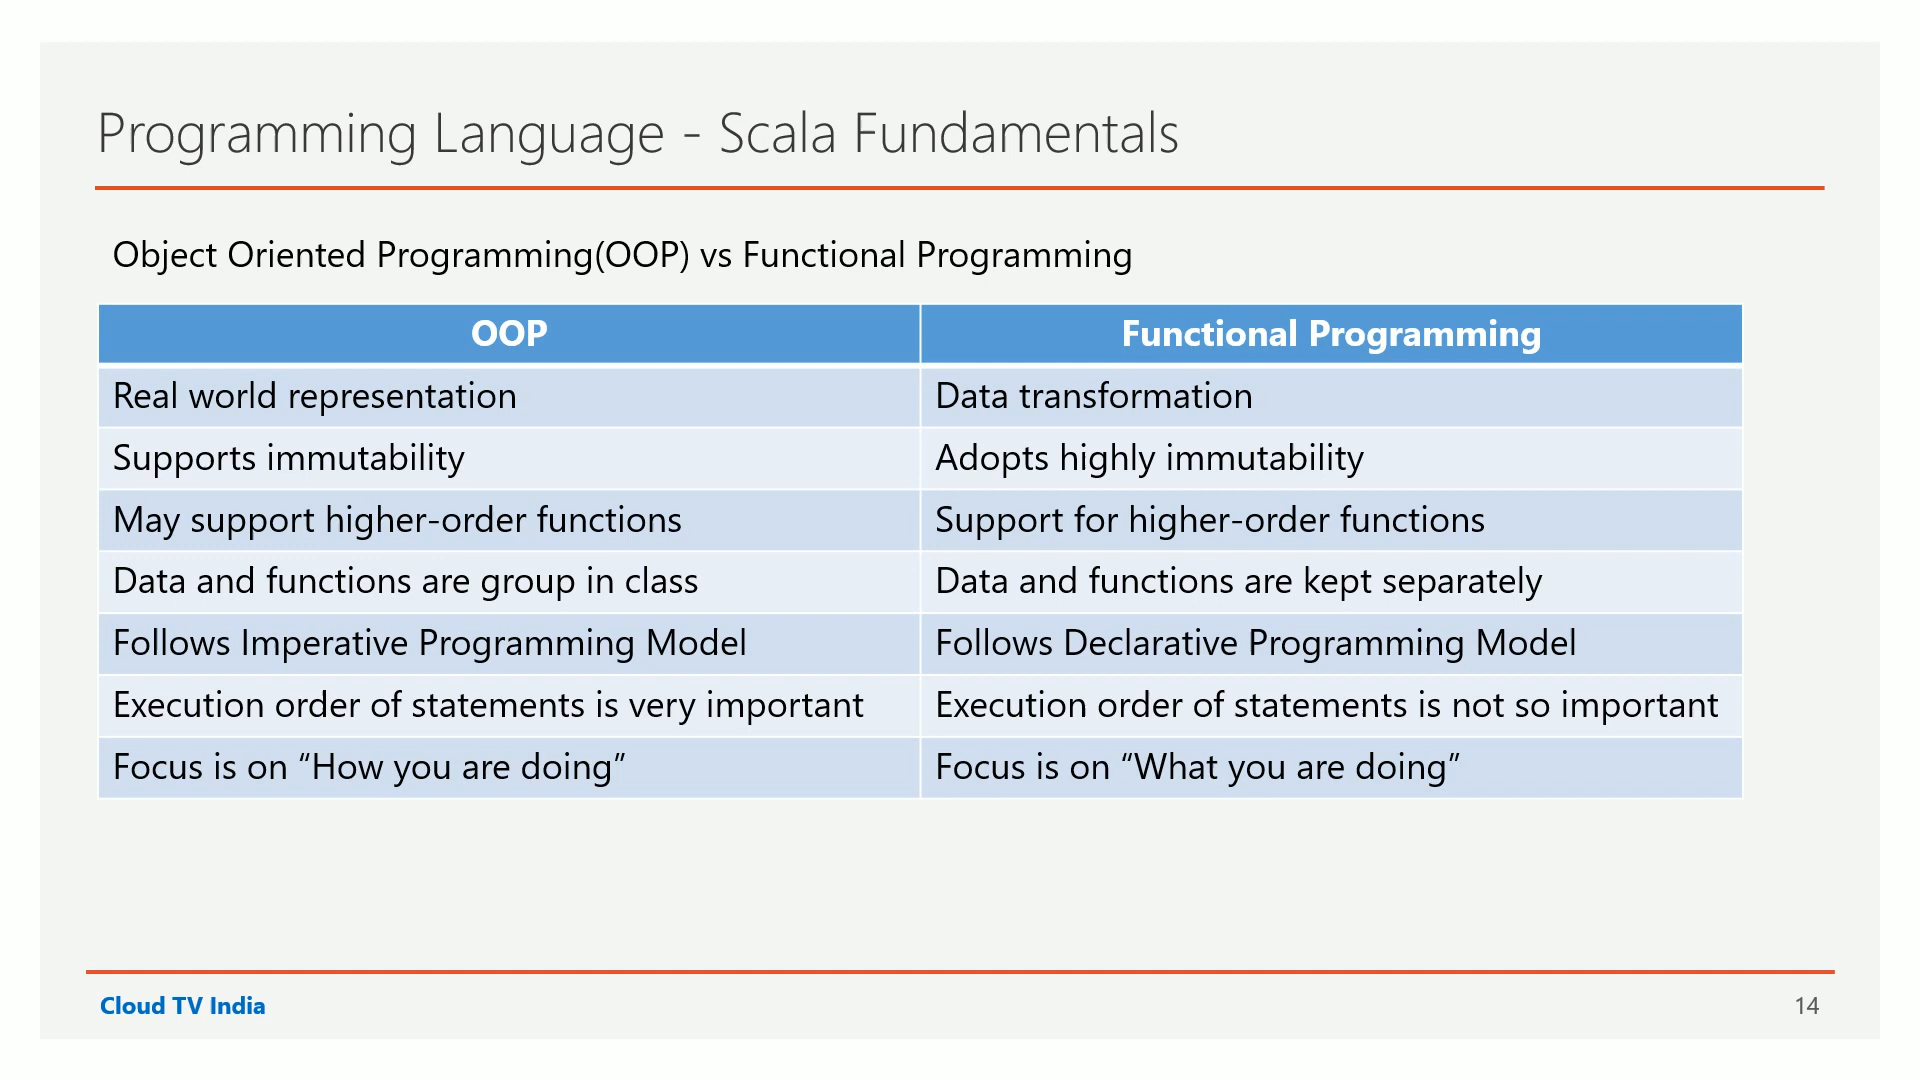 Programming Language - Scala Fundamentals
Object Oriented Programming(OOP) vs Functional Programming
OOP Functional Programming
Real world representation Data transformation
Supports immutability Adopts highly immutability
May support higher-order functions Support for higher-order functions
Data and functions are group in class Data and functions are kept separately
Follows Imperative Programming Model Follows Declarative Programming Model
Execution order of statements is very important Execution order of statements is not so important
Focus is on “How you are doing” Focus is on “What you are doing”
Cloud TV India 14